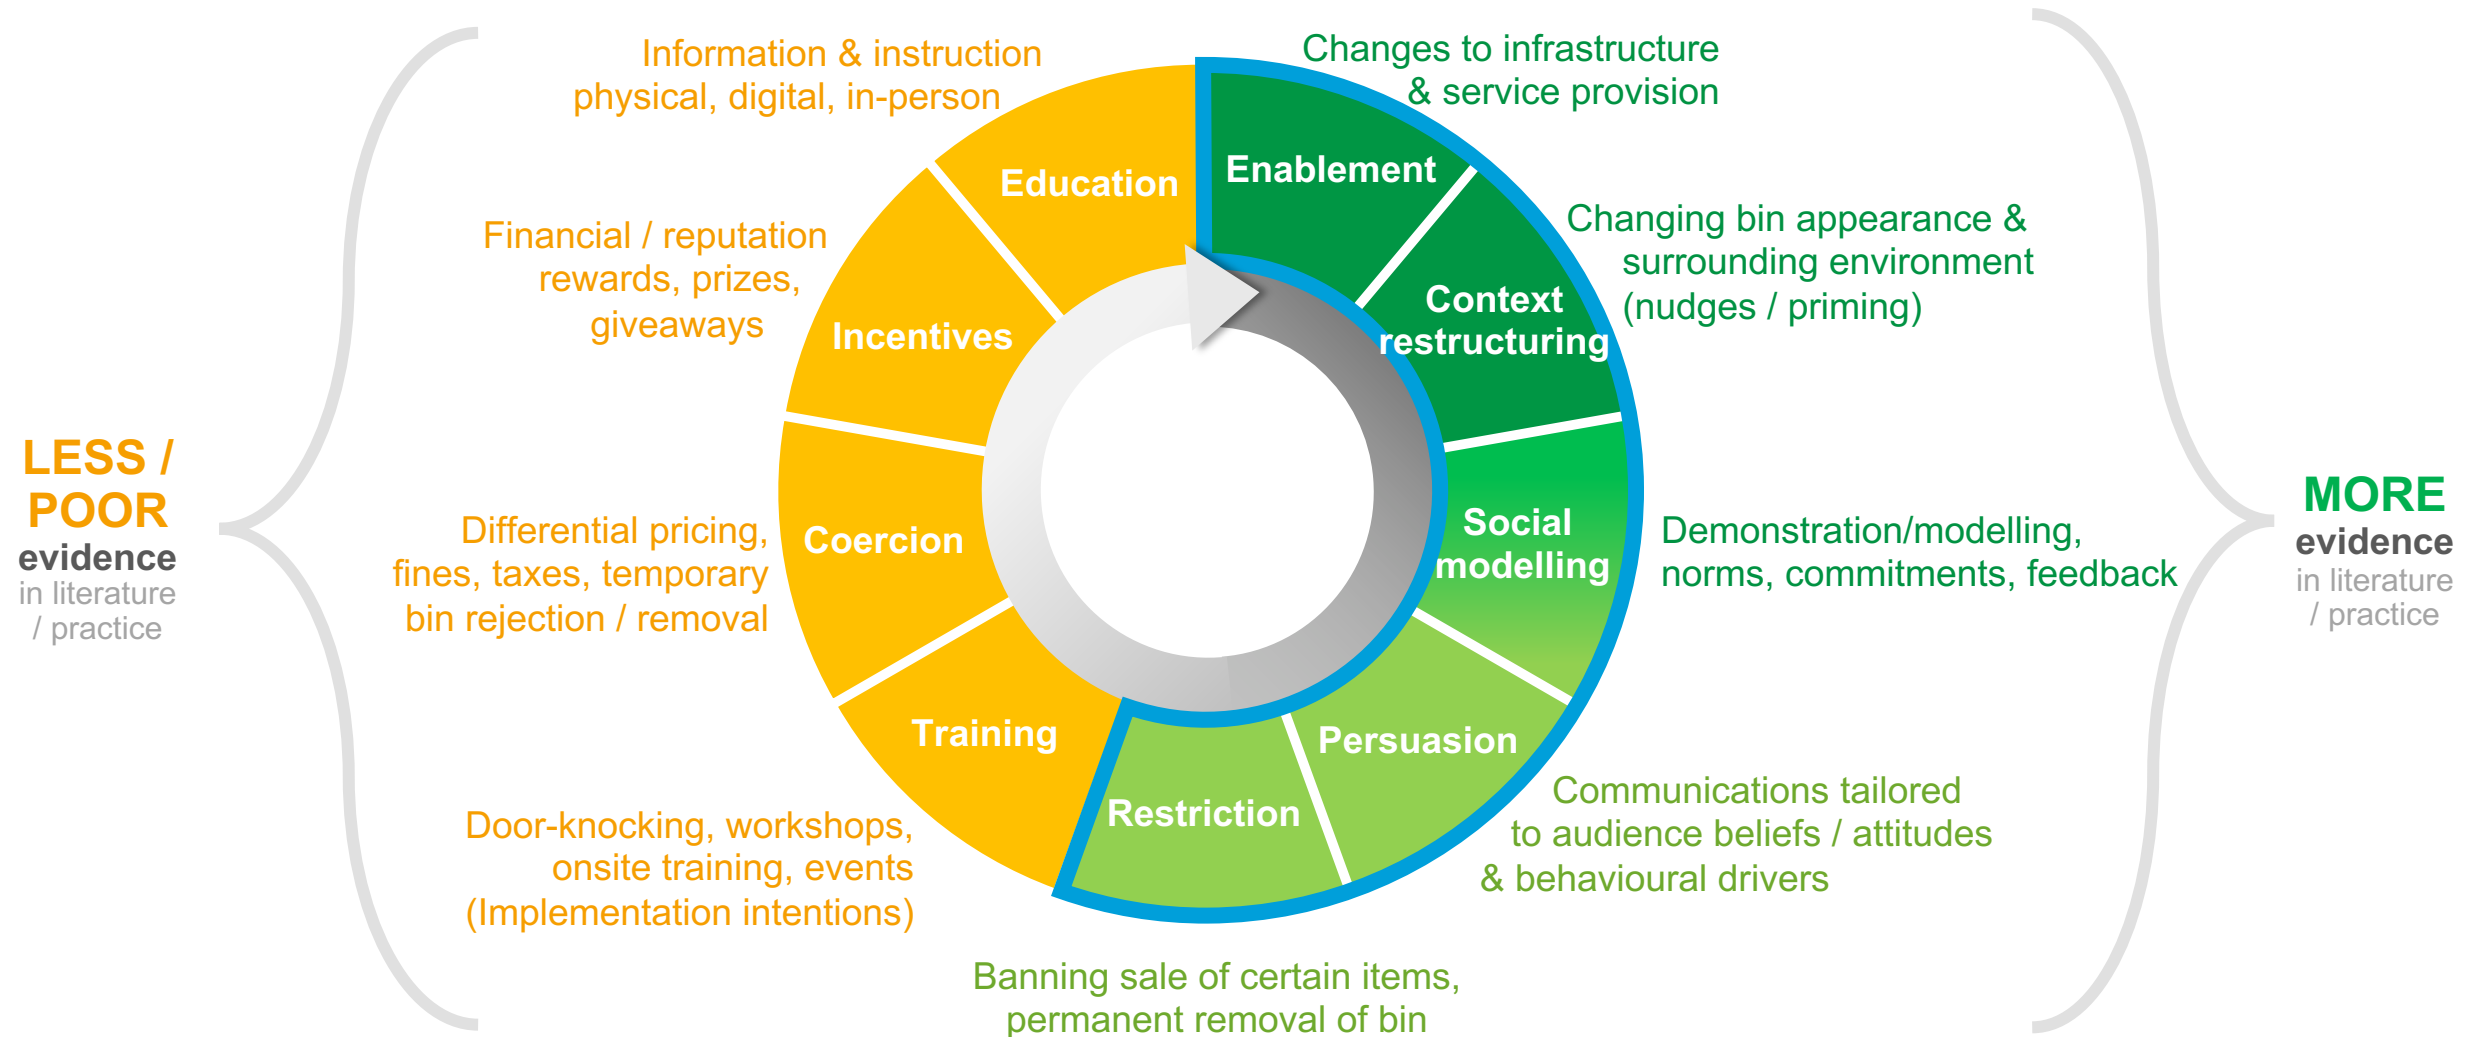 LESS /
POOR
evidence
in literature
/ practice
Information & instruction
physical, digital, in-person
Financial / reputation
rewards, prizes,
giveaways
Differential pricing,
fines, taxes, temporary
bin rejection / removal
Door-knocking, workshops,
onsite training, events
(Implementation intentions)
Education
Incentives
Coercion
Training
Enablement
Context
restructuring
Social
modelling
Persuasion
Restriction
Changes to infrastructure
& service provision
Changing bin appearance &
surrounding environment
(nudges / priming)
Demonstration/modelling,
norms, commitments, feedback
Communications tailored
to audience beliefs / attitudes
& behavioural drivers
Banning sale of certain items,
permanent removal of bin
MORE
evidence
in literature
/ practice